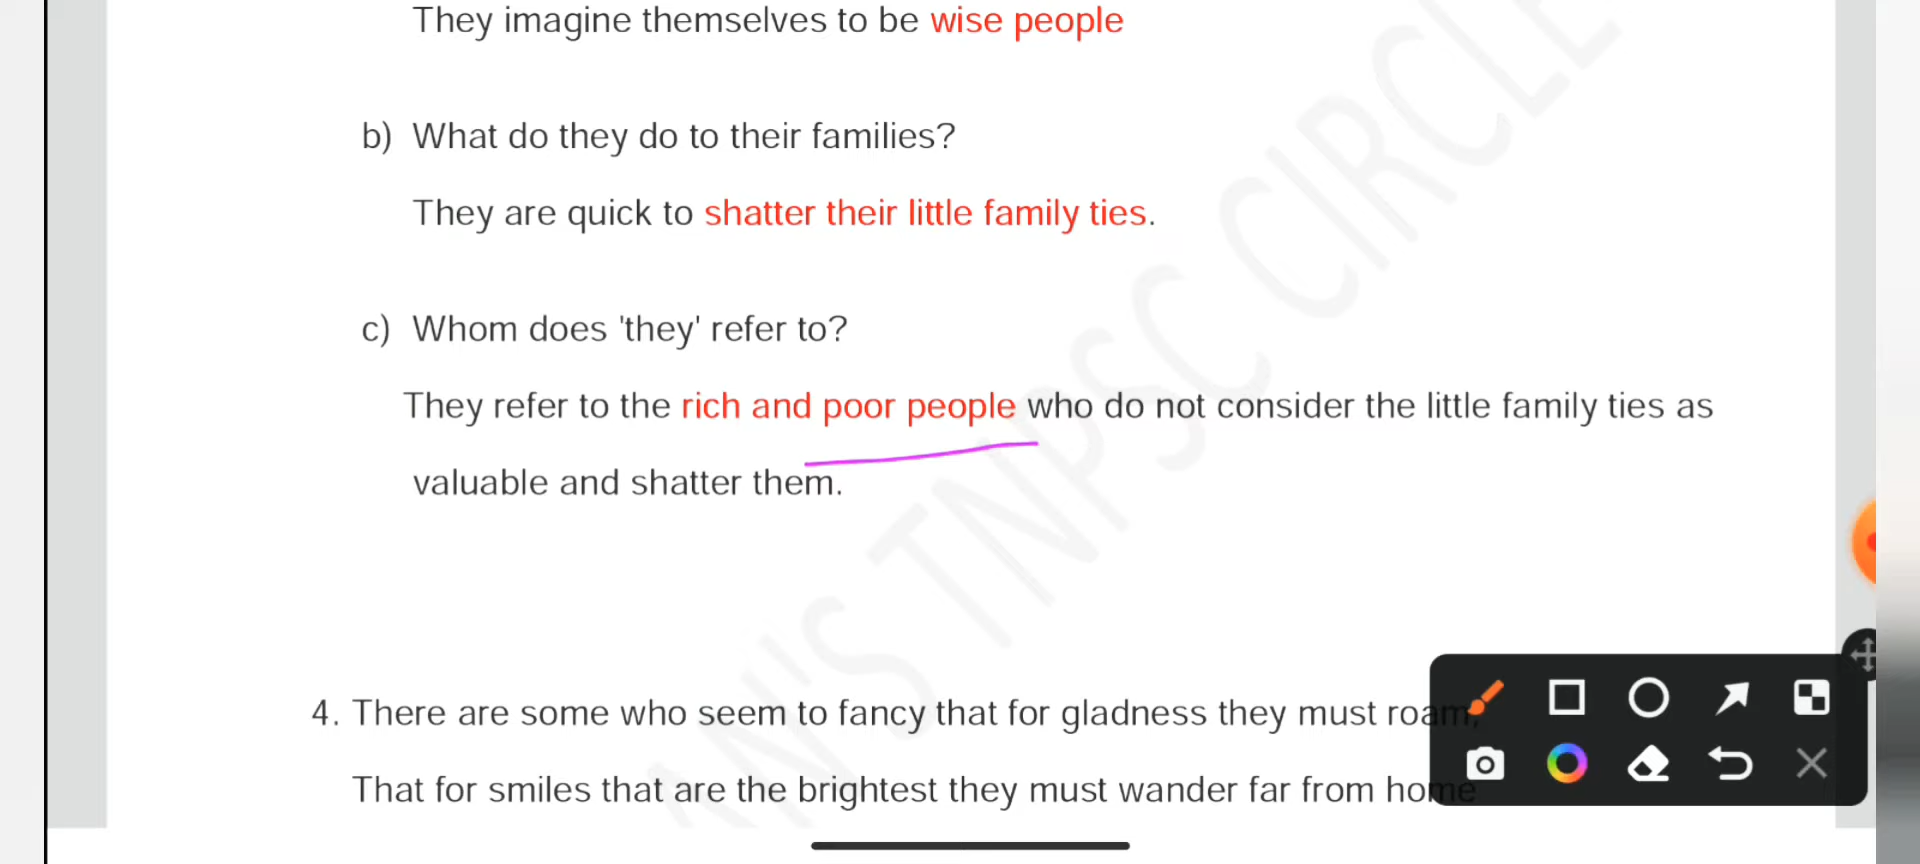 They imagine themselves to be wise people
b) What do they do to their families?
They are quick to shatter their little family ties.
c) Whom does 'they' refer to?
They refer to the rich and poor people who do not consider the little family ties as
valuable and shatter them.
4. There are some who seem to fancy that for gladness they must roam,
That for smiles that are the brightest they must wander far from home
AN'S TNPSC CIRCLE